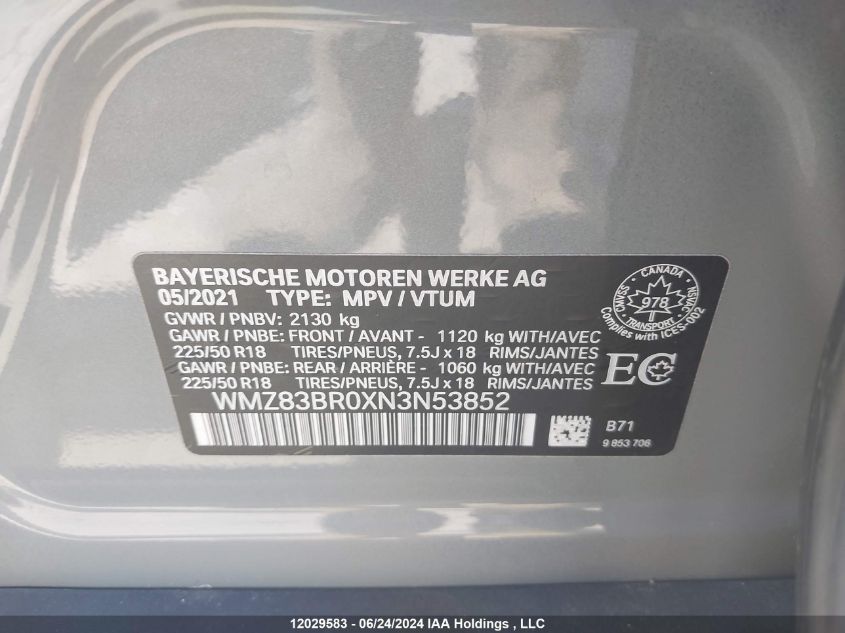 BAYERISCHE MOTOREN WERKE AG
05/2021 TYPE: MPV / VTUM
GVWR / PNBV: 2130 kg
GAWR / PNBE: FRONT / AVANT - 1120 kg WITH/AVEC
225/50 R18 TIRES/PNEUS, 7.5J x 18 RIMS/JANTES
GAWR / PNBE: REAR / ARRIÈRE - 1060 kg WITH/AVEC
225/50 R18 TIRES/PNEUS, 7.5J x 18 RIMS/JANTES
WMZ83BR0XN3N53852
CANADA
CMVSS
978
NSVAC
TRANSPORT
Complies with ICES-002
EC
B71
9 853 706
12029583 - 06/24/2024 IAA Holdings , LLC